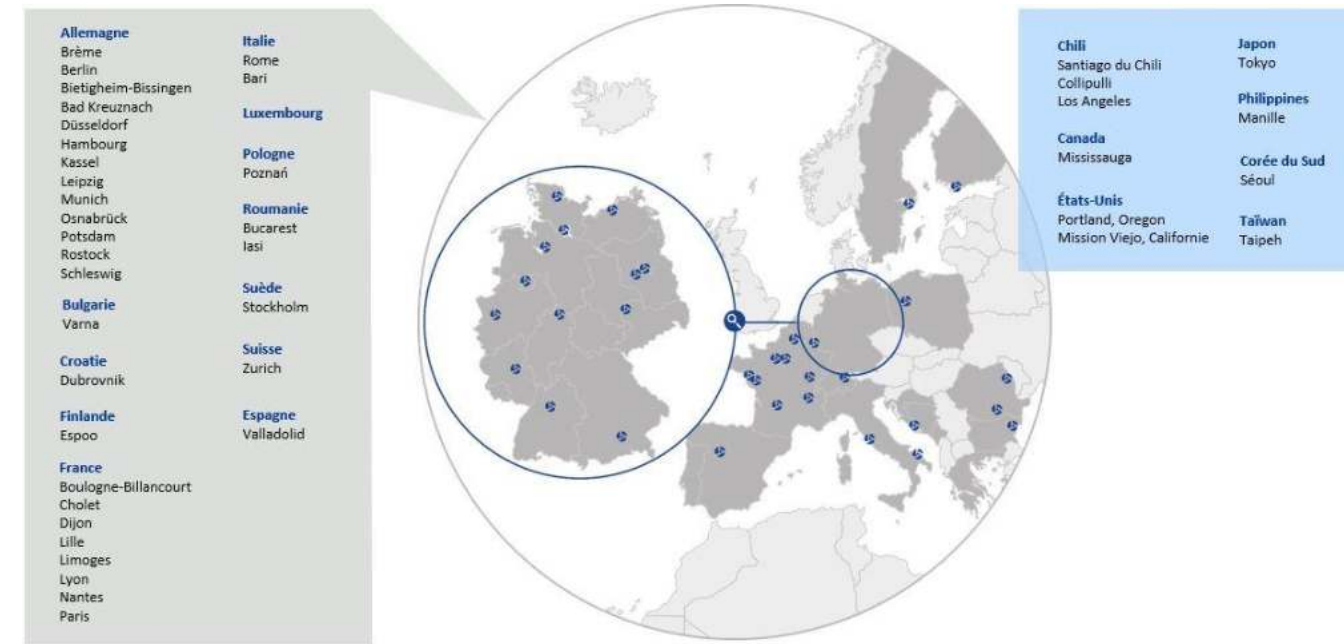 Allemagne
Brème
Berlin
Bietigheim-Bissingen
Bad Kreuznach
Düsseldorf
Hambourg
Kassel
Leipzig
Munich
Osnabrück
Potsdam
Rostock
Schleswig
Bulgarie
Varna
Croatie
Dubrovnik
Finlande
Espoo
France
Boulogne-Billancourt
Cholet
Dijon
Lille
Limoges
Lyon
Nantes
Paris
Italie
Rome
Bari
Luxembourg
Pologne
Poznań
Roumanie
Bucarest
Iasi
Suède
Stockholm
Suisse
Zurich
Espagne
Valladolid
Chili
Santiago du Chili
Collipulli
Los Angeles
Canada
Mississauga
États-Unis
Portland, Oregon
Mission Viejo, Californie
Japon
Tokyo
Philippines
Manille
Corée du Sud
Séoul
Taïwan
Taipeh